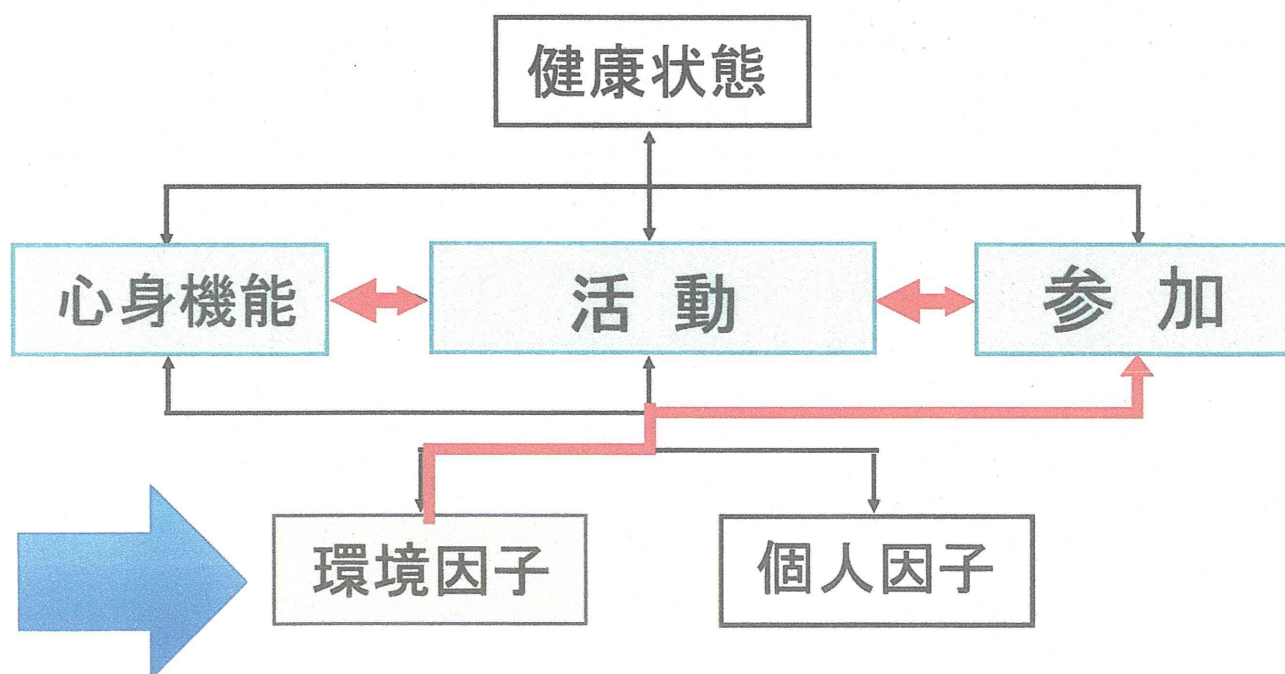 健康状態
心身機能
活動
参加
環境因子
個人因子